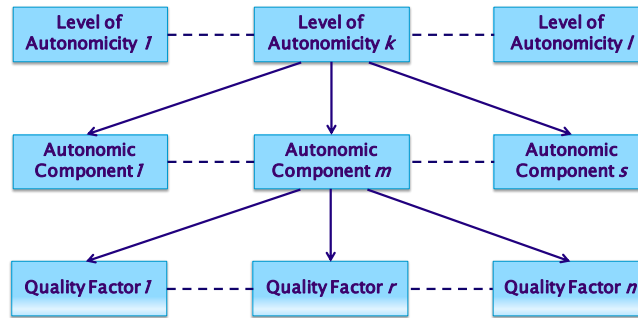 Level of
Autonomicity 1
Level of
Autonomicity k
Level of
Autonomicity l
Autonomic
Component 1
Autonomic
Component m
Autonomic
Component s
Quality Factor 1
Quality Factor r
Quality Factor n